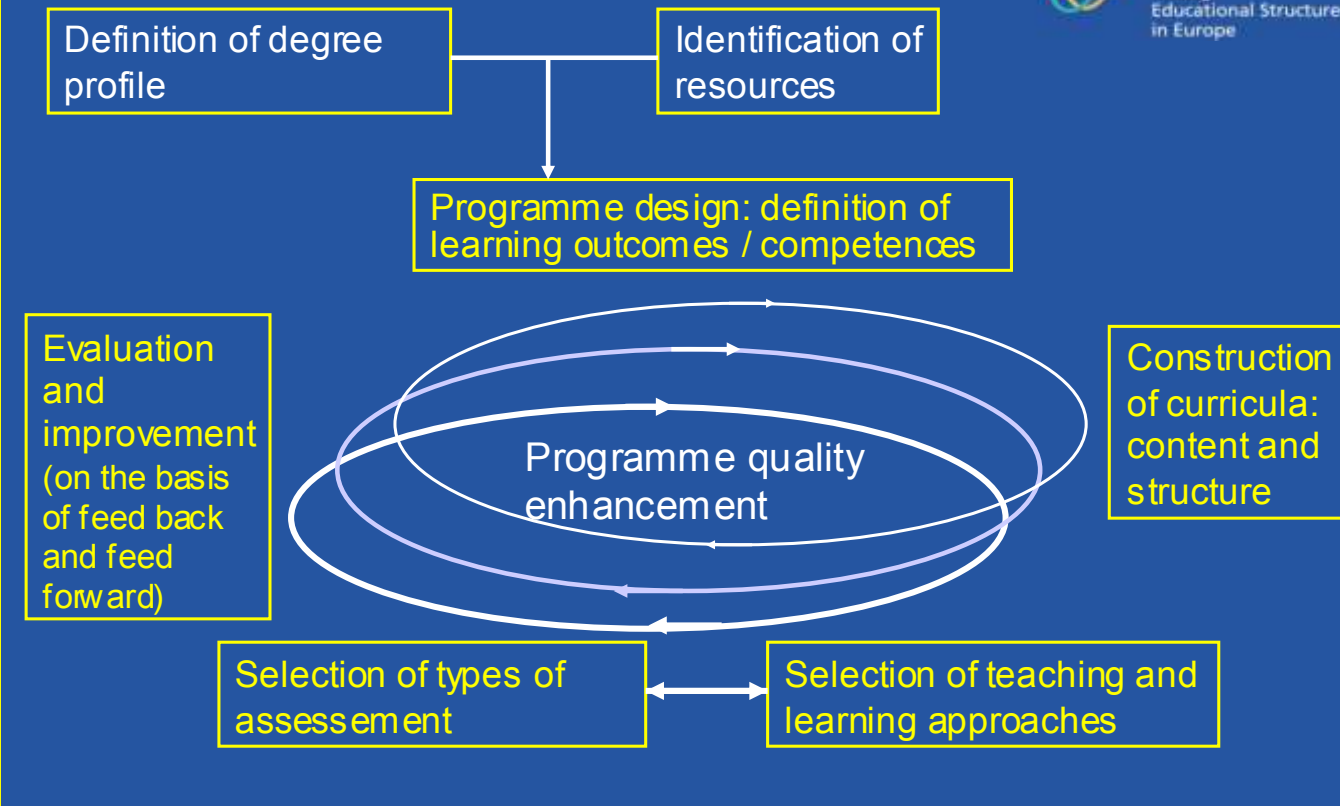 Educational Structure
in Europe
Definition of degree
profile
Identification of
resources
Programme design: definition of
learning outcomes / competences
Evaluation
and
improvement
(on the basis
of feed back
and feed
forward)
Programme quality
enhancement
Construction
of curricula:
content and
structure
Selection of types of
assessement
Selection of teaching and
learning approaches